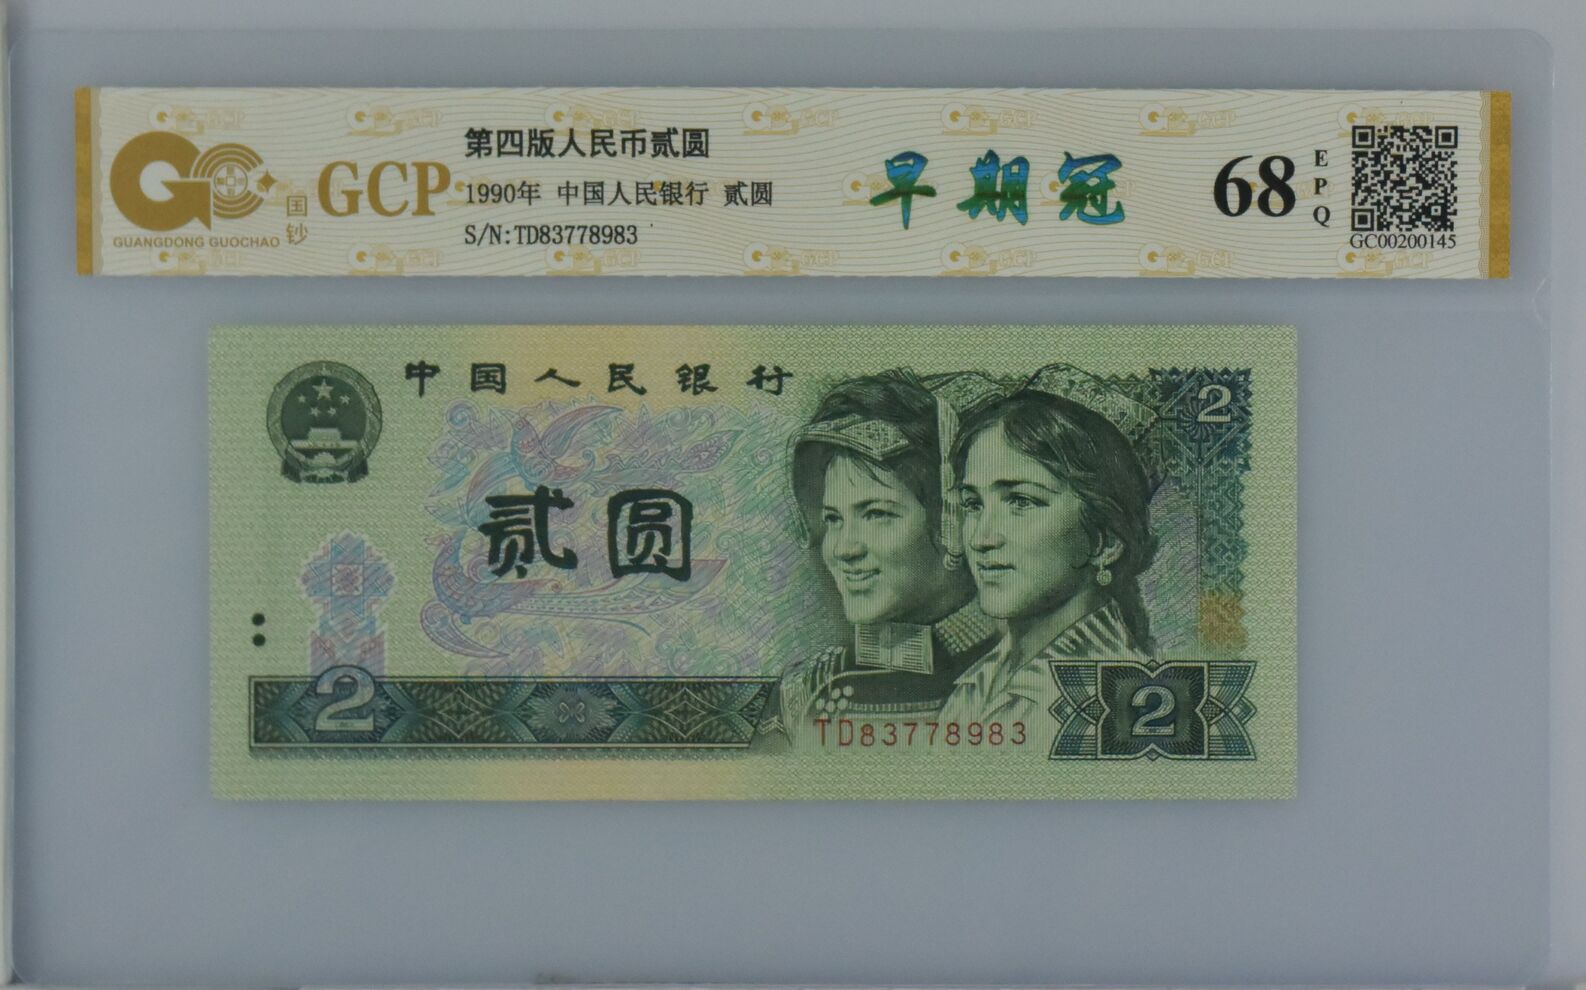 GUANGDONG GUOCHAO
国钞
GCP
第四版人民币贰圆
1990年 中国人民银行 贰圆
S/N:TD83778983
早期冠
68
EPQ
GC00200145
中国人民银行
2
贰圆
2
TD83778983
2